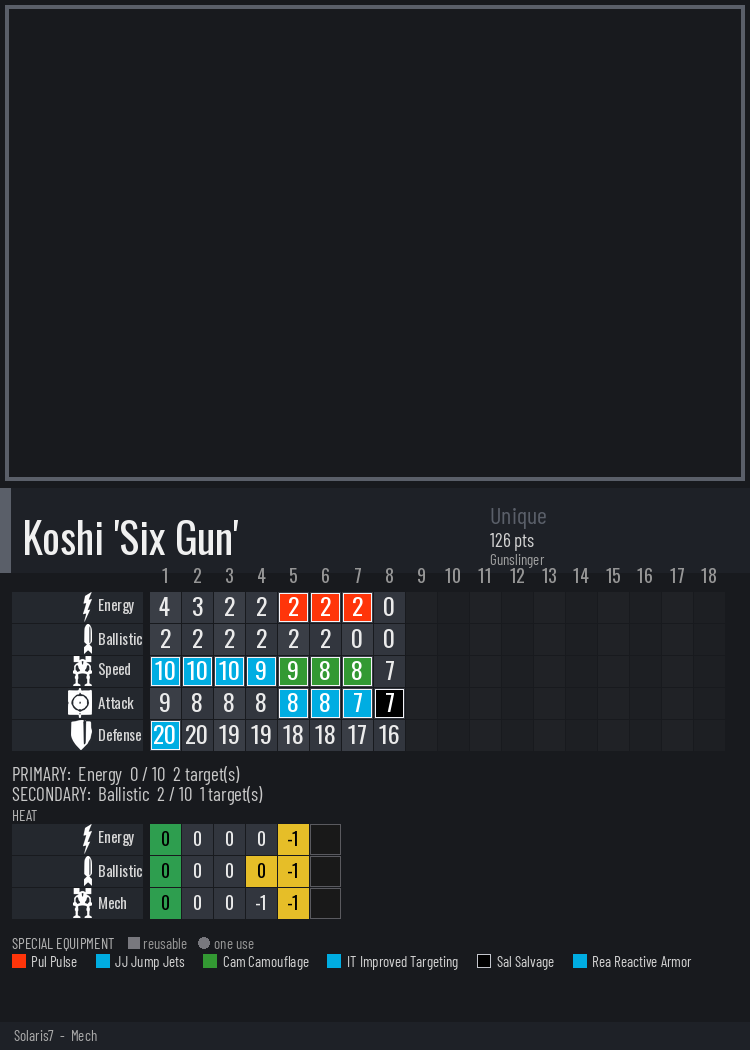 Koshi 'Six Gun'
Unique
126 pts
Gunslinger
1 2 3 4 5 6 7 8 9 10 11 12 13 14 15 16 17 18
Energy 4 3 2 2 2 2 2 0
Ballistic 2 2 2 2 2 2 0 0
Speed 10 10 10 9 9 8 8 7
Attack 9 8 8 8 8 8 7 7
Defense 20 20 19 19 18 18 17 16
PRIMARY: Energy 0 / 10 2 target(s)
SECONDARY: Ballistic 2 / 10 1 target(s)
HEAT
Energy 0 0 0 0 -1
Ballistic 0 0 0 0 -1
Mech 0 0 0 -1 -1
SPECIAL EQUIPMENT reusable one use
Pul Pulse JJ Jump Jets Cam Camouflage IT Improved Targeting Sal Salvage Rea Reactive Armor
Solaris7 - Mech